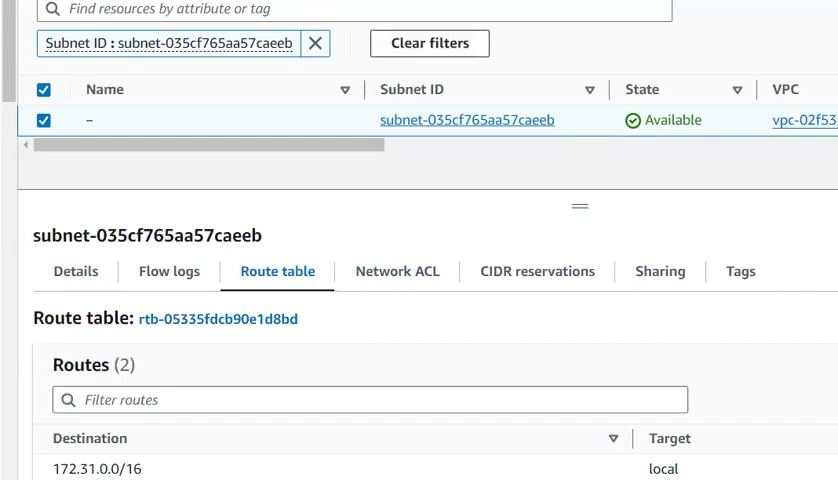 Find resources by attribute or tag
Subnet ID : subnet-035cf765aa57caeeb
Clear filters
Name Subnet ID State VPC
– subnet-035cf765aa57caeeb Available vpc-02f53
subnet-035cf765aa57caeeb
Details Flow logs Route table Network ACL CIDR reservations Sharing Tags
Route table: rtb-05335fdcb90e1d8bd
Routes (2)
Filter routes
Destination Target
172.31.0.0/16 local